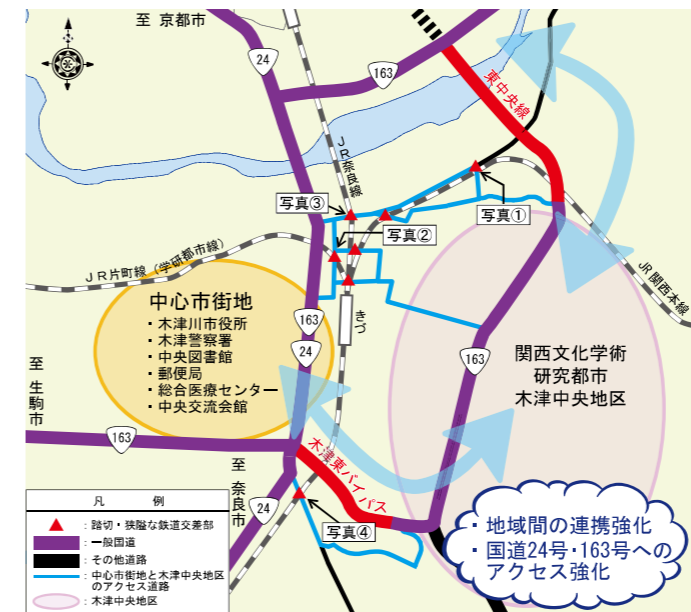 至 京都市
24
163
東中央線
JR奈良線
写真③
写真①
写真②
JR片町線(学研都市線)
JR関西本線
中心市街地
・木津川市役所
・木津警察署
・中央図書館
・郵便局
・総合医療センター
・中央交流会館
163
24
きづ
163
関西文化学術
研究都市
木津中央地区
至 生駒市
163
木津東バイパス
至 奈良市
24
写真④
・地域間の連携強化
・国道24号・163号への
アクセス強化
凡 例
:踏切・狭隘な鉄道交差部
:一般国道
:その他道路
:中心市街地と木津中央地区
のアクセス道路
:木津中央地区